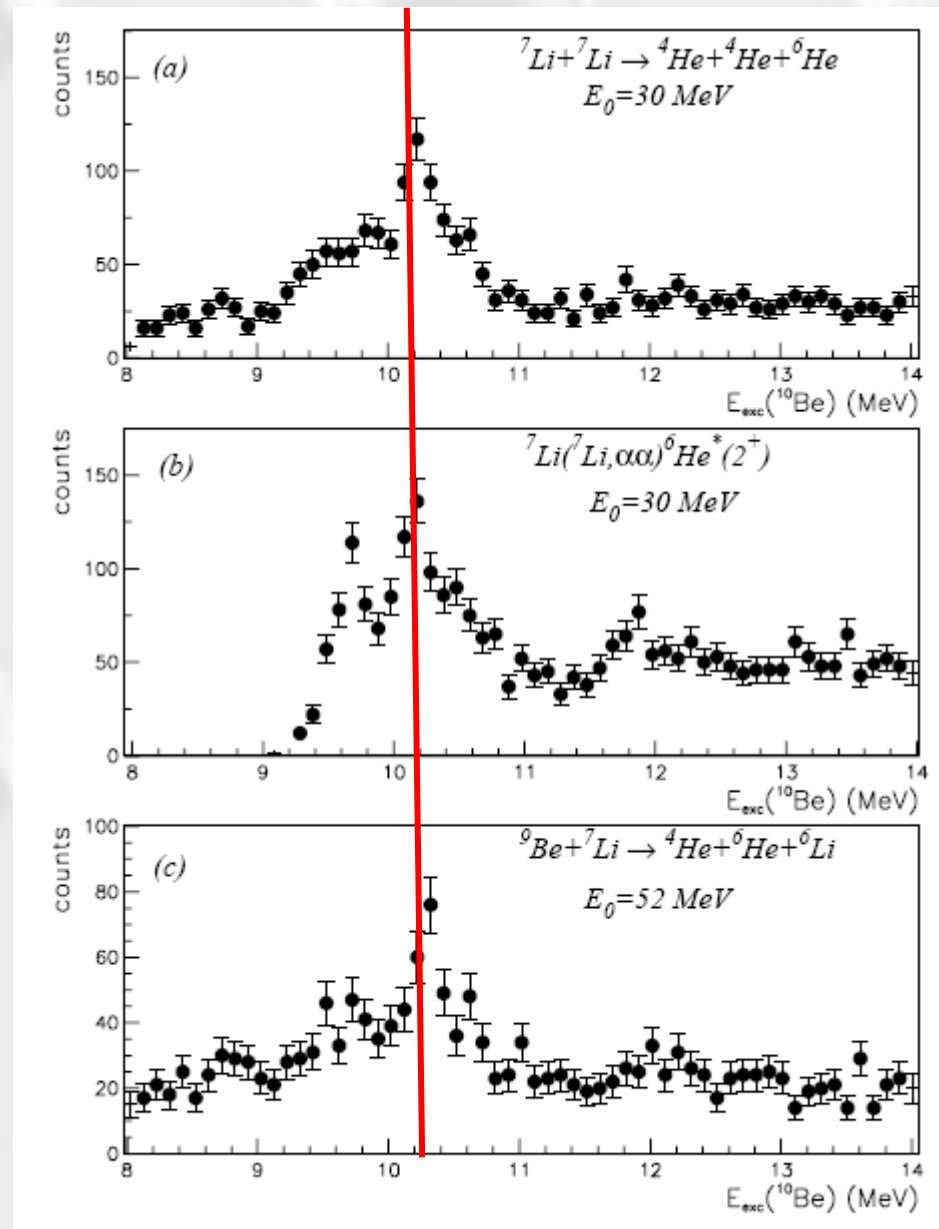 counts
(a)
⁷Li+⁷Li → ⁴He+⁴He+⁶He
E₀=30 MeV
150
100
50
0
8 9 10 11 12 13 14
Eₑₓc(¹⁰Be) (MeV)
counts
(b)
⁷Li(⁷Li,αα)⁶He*(2⁺)
E₀=30 MeV
150
100
50
0
8 9 10 11 12 13 14
Eₑₓc(¹⁰Be) (MeV)
counts
(c)
⁹Be+⁷Li → ⁴He+⁶He+⁶Li
E₀=52 MeV
100
80
60
40
20
0
8 9 10 11 12 13 14
Eₑₓc(¹⁰Be) (MeV)